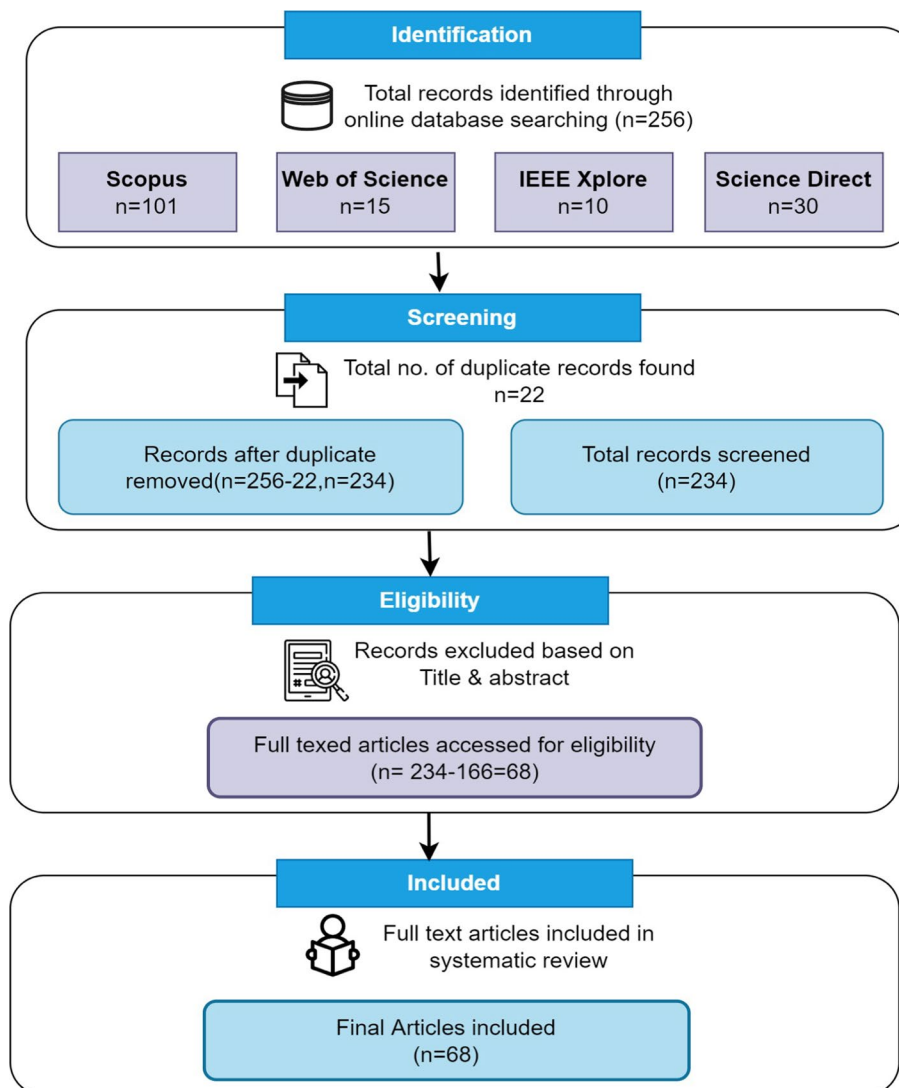 Identification
Total records identified through
online database searching (n=256)
Scopus
n=101
Web of Science
n=15
IEEE Xplore
n=10
Science Direct
n=30
Screening
Total no. of duplicate records found
n=22
Records after duplicate
removed(n=256-22,n=234)
Total records screened
(n=234)
Eligibility
Records excluded based on
Title & abstract
Full texed articles accessed for eligibility
(n= 234-166=68)
Included
Full text articles included in
systematic review
Final Articles included
(n=68)